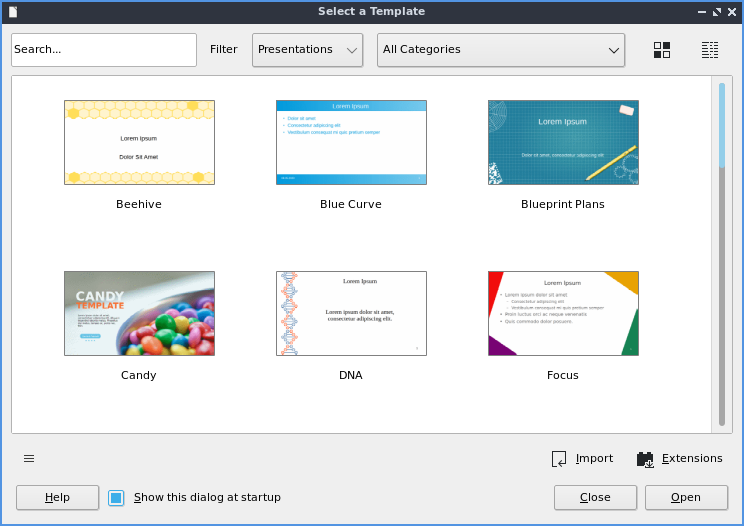 Select a Template
Search...
Filter
Presentations
All Categories
Lorem Ipsum
Dolor Sit Amet
Beehive
Lorem Ipsum
Dolor sit amet
Consectetur adipiscing elit
Vestibulum consequat mi quis pretium semper
Blue Curve
Lorem Ipsum
Dolor sit amet, consectetur adipiscing elit
Blueprint Plans
CANDY
TEMPLATE
Candy
Lorem Ipsum
Lorem ipsum dolor sit amet,
consectetur adipiscing elit.
DNA
Lorem Ipsum
Lorem ipsum dolor sit amet
Consectetur adipiscing elit
Vestibulum consequat mi quis pretium semper
Proin luctus orci ac neque venenatis
Quis commodo dolor posuere.
Focus
Import
Extensions
Help
Show this dialog at startup
Close
Open